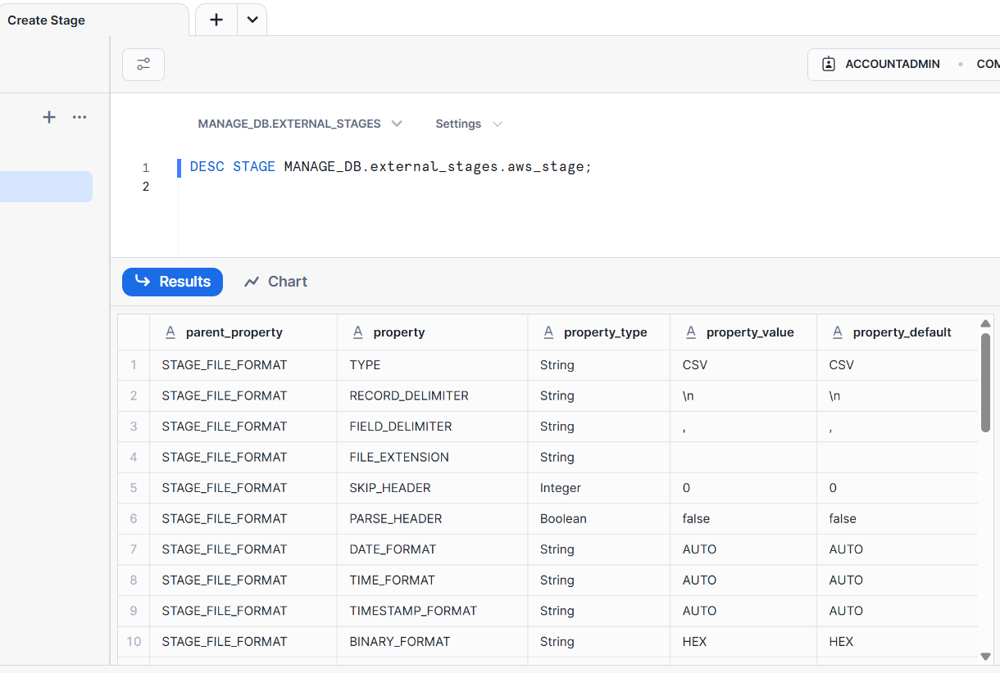 Create Stage
ACCOUNTADMIN
MANAGE_DB.EXTERNAL_STAGES Settings
1 DESC STAGE MANAGE_DB.external_stages.aws_stage;
2
Results Chart
A parent_property A property A property_type A property_value A property_default
1 STAGE_FILE_FORMAT TYPE String CSV CSV
2 STAGE_FILE_FORMAT RECORD_DELIMITER String \n \n
3 STAGE_FILE_FORMAT FIELD_DELIMITER String , ,
4 STAGE_FILE_FORMAT FILE_EXTENSION String
5 STAGE_FILE_FORMAT SKIP_HEADER Integer 0 0
6 STAGE_FILE_FORMAT PARSE_HEADER Boolean false false
7 STAGE_FILE_FORMAT DATE_FORMAT String AUTO AUTO
8 STAGE_FILE_FORMAT TIME_FORMAT String AUTO AUTO
9 STAGE_FILE_FORMAT TIMESTAMP_FORMAT String AUTO AUTO
10 STAGE_FILE_FORMAT BINARY_FORMAT String HEX HEX